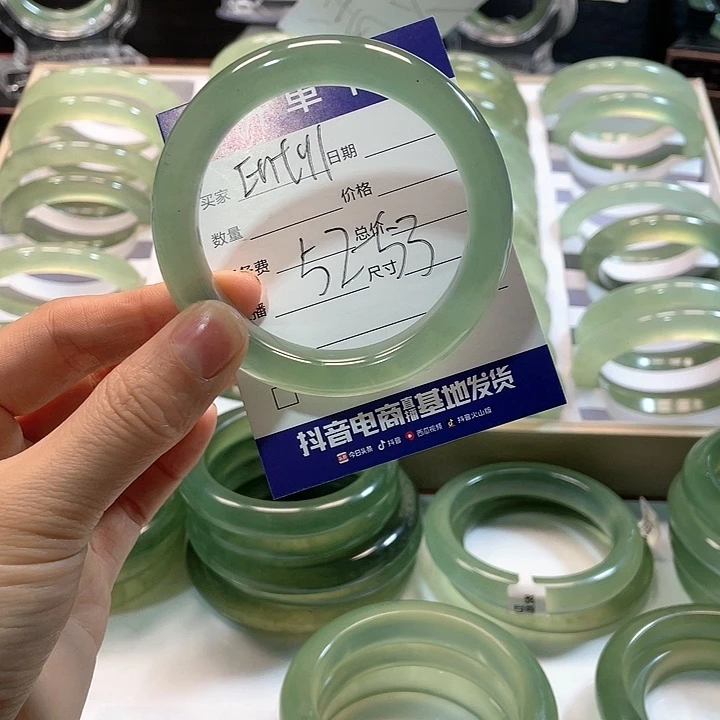 单
买家 日期
数量 价格
总价
费 52-53 尺寸
播
抖音电商直播基地发货
今日头条 抖音 西瓜视频 抖音火山版